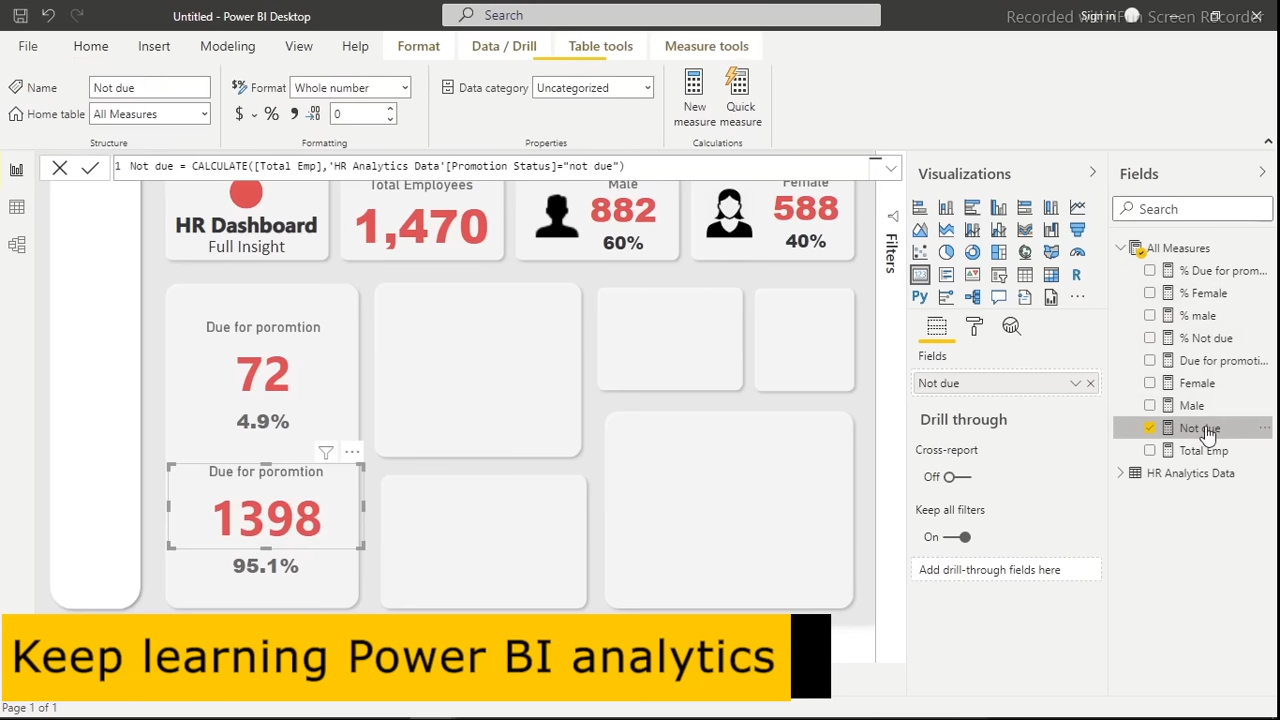 Untitled - Power BI Desktop
Search
Recorded with
Screen Recorder
Sign in
File
Home
Insert
Modeling
View
Help
Format
Data / Drill
Table tools
Measure tools
Name
Not due
Home table
All Measures
Structure
Format
Whole number
$
%
0
Data category
Uncategorized
Properties
New measure
Quick measure
Calculations
1 Not due = CALCULATE([Total Emp],'HR Analytics Data'[Promotion Status]="not due")
HR Dashboard
Full Insight
Total Employees
1,470
Male
882
60%
Female
588
40%
Due for poromtion
72
4.9%
Due for poromtion
1398
95.1%
Filters
Visualizations
R
Py
Fields
Not due
Drill through
Cross-report
Off
Keep all filters
On
Add drill-through fields here
Fields
Search
All Measures
% Due for prom...
% Female
% male
% Not due
Due for promoti...
Female
Male
Not due
Total Emp
HR Analytics Data
Keep learning Power BI analytics
Page 1 of 1